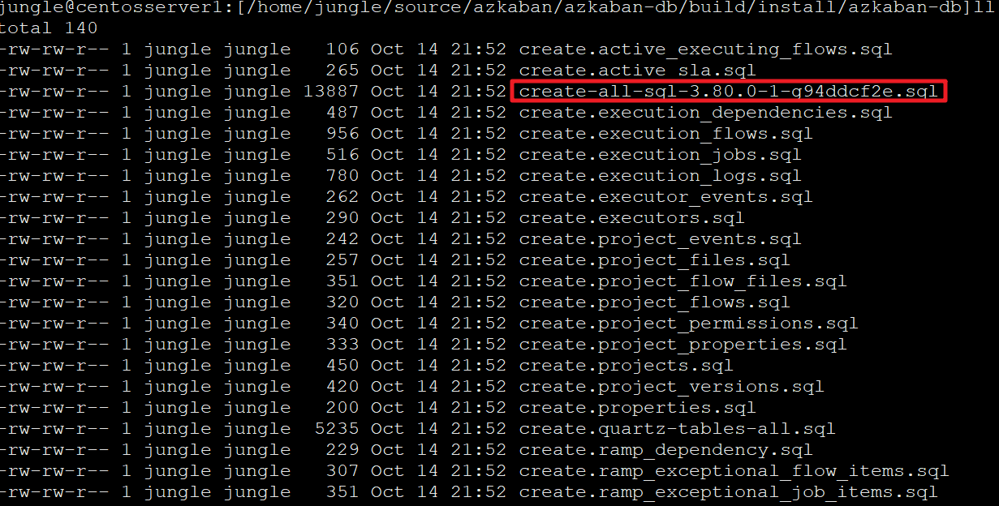 jungle@centosserver1:[/home/jungle/source/azkaban/azkaban-db/build/install/azkaban-db]ll
total 140
-rw-rw-r-- 1 jungle jungle   106 Oct 14 21:52 create.active_executing_flows.sql
-rw-rw-r-- 1 jungle jungle   265 Oct 14 21:52 create.active_sla.sql
-rw-rw-r-- 1 jungle jungle 13887 Oct 14 21:52 create-all-sql-3.80.0-1-g94ddcf2e.sql
-rw-rw-r-- 1 jungle jungle   487 Oct 14 21:52 create.execution_dependencies.sql
-rw-rw-r-- 1 jungle jungle   956 Oct 14 21:52 create.execution_flows.sql
-rw-rw-r-- 1 jungle jungle   516 Oct 14 21:52 create.execution_jobs.sql
-rw-rw-r-- 1 jungle jungle   780 Oct 14 21:52 create.execution_logs.sql
-rw-rw-r-- 1 jungle jungle   262 Oct 14 21:52 create.executor_events.sql
-rw-rw-r-- 1 jungle jungle   290 Oct 14 21:52 create.executors.sql
-rw-rw-r-- 1 jungle jungle   242 Oct 14 21:52 create.project_events.sql
-rw-rw-r-- 1 jungle jungle   257 Oct 14 21:52 create.project_files.sql
-rw-rw-r-- 1 jungle jungle   351 Oct 14 21:52 create.project_flow_files.sql
-rw-rw-r-- 1 jungle jungle   320 Oct 14 21:52 create.project_flows.sql
-rw-rw-r-- 1 jungle jungle   340 Oct 14 21:52 create.project_permissions.sql
-rw-rw-r-- 1 jungle jungle   333 Oct 14 21:52 create.project_properties.sql
-rw-rw-r-- 1 jungle jungle   450 Oct 14 21:52 create.projects.sql
-rw-rw-r-- 1 jungle jungle   420 Oct 14 21:52 create.project_versions.sql
-rw-rw-r-- 1 jungle jungle   200 Oct 14 21:52 create.properties.sql
-rw-rw-r-- 1 jungle jungle  5235 Oct 14 21:52 create.quartz-tables-all.sql
-rw-rw-r-- 1 jungle jungle   229 Oct 14 21:52 create.ramp_dependency.sql
-rw-rw-r-- 1 jungle jungle   307 Oct 14 21:52 create.ramp_exceptional_flow_items.sql
-rw-rw-r-- 1 jungle jungle   351 Oct 14 21:52 create.ramp_exceptional_job_items.sql